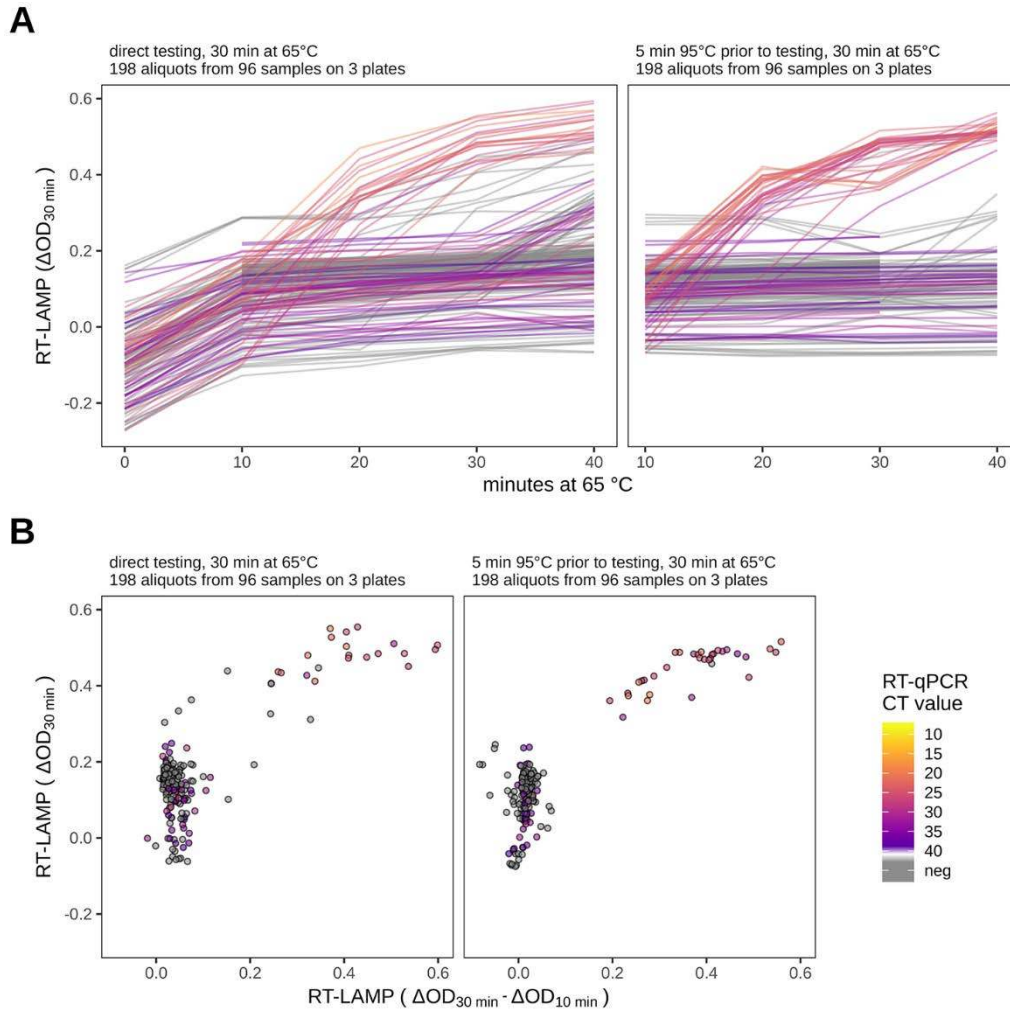 A
direct testing, 30 min at 65°C
198 aliquots from 96 samples on 3 plates
5 min 95°C prior to testing, 30 min at 65°C
198 aliquots from 96 samples on 3 plates
RT-LAMP (ΔOD30 min)
0.6
0.4
0.2
0.0
-0.2
0 10 20 30 40
10 20 30 40
minutes at 65 °C
B
direct testing, 30 min at 65°C
198 aliquots from 96 samples on 3 plates
5 min 95°C prior to testing, 30 min at 65°C
198 aliquots from 96 samples on 3 plates
RT-LAMP ( ΔOD30 min )
0.6
0.4
0.2
0.0
-0.2
0.0 0.2 0.4 0.6
0.0 0.2 0.4 0.6
RT-LAMP ( ΔOD30 min - ΔOD10 min )
RT-qPCR
CT value
10
15
20
25
30
35
40
neg